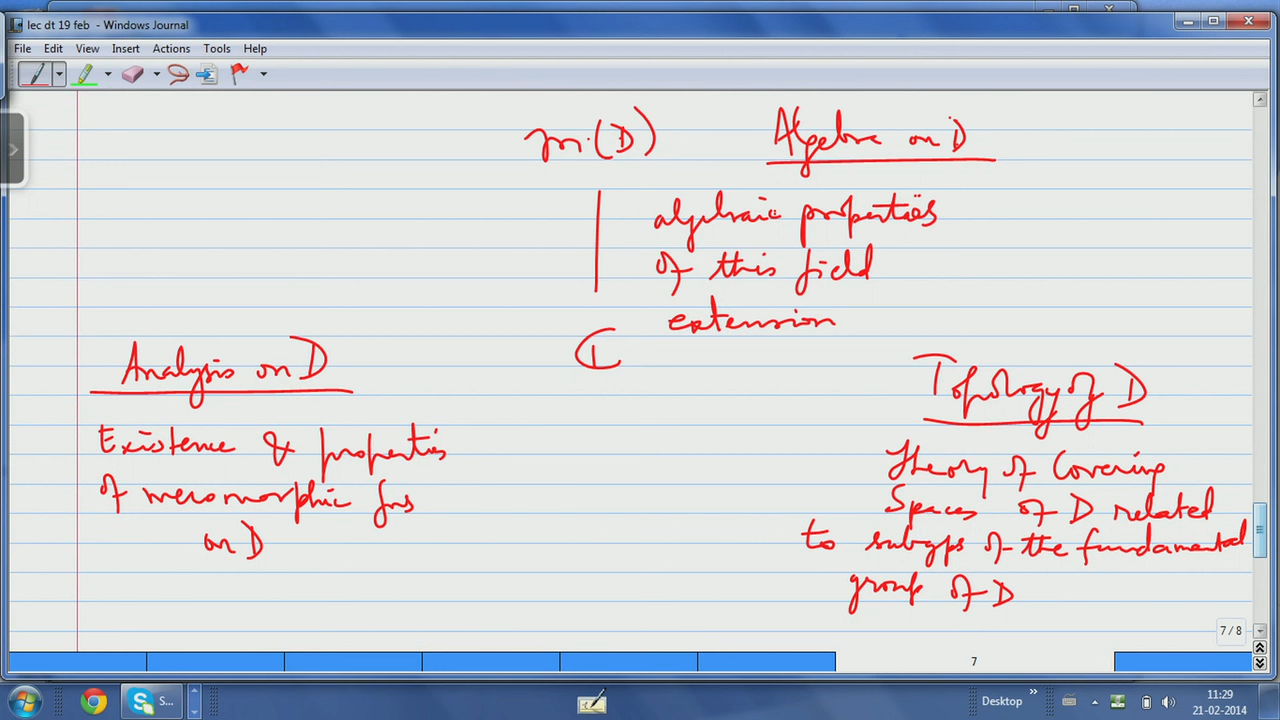 lec dt 19 feb - Windows Journal
File Edit View Insert Actions Tools Help
m(D)
Algebra on D
algebraic properties
of this field
extension
ℂ
Analysis on D
Existence & properties
of meromorphic fns
on D
Topology of D
Theory of Covering
Spaces of D related
to subgps of the fundamental
group of D
7 / 8
7
S...
Desktop
11:29
21-02-2014